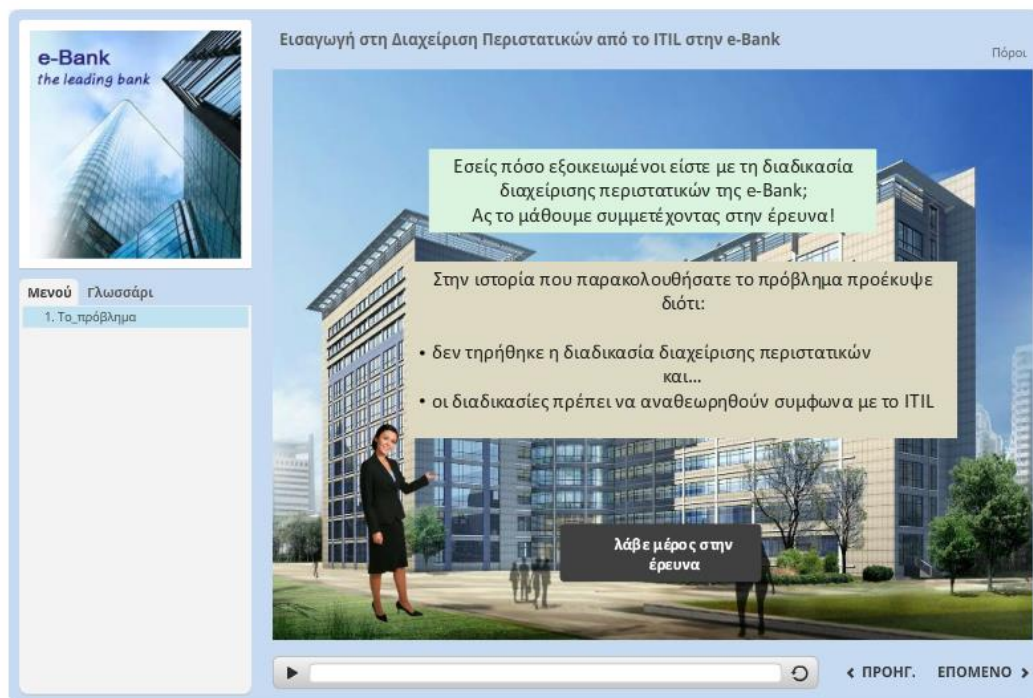 e-Bank
the leading bank
Εισαγωγή στη Διαχείριση Περιστατικών από το ITIL στην e-Bank
Πόροι
Μενού Γλωσσάρι
1. Το_πρόβλημα
Εσείς πόσο εξοικειωμένοι είστε με τη διαδικασία
διαχείρισης περιστατικών της e-Bank;
Ας το μάθουμε συμμετέχοντας στην έρευνα!
Στην ιστορία που παρακολουθήσατε το πρόβλημα προέκυψε
διότι:
• δεν τηρήθηκε η διαδικασία διαχείρισης περιστατικών
και...
• οι διαδικασίες πρέπει να αναθεωρηθούν συμφωνα με το ITIL
λάβε μέρος στην
έρευνα
ΠΡΟΗΓ. ΕΠΟΜΕΝΟ